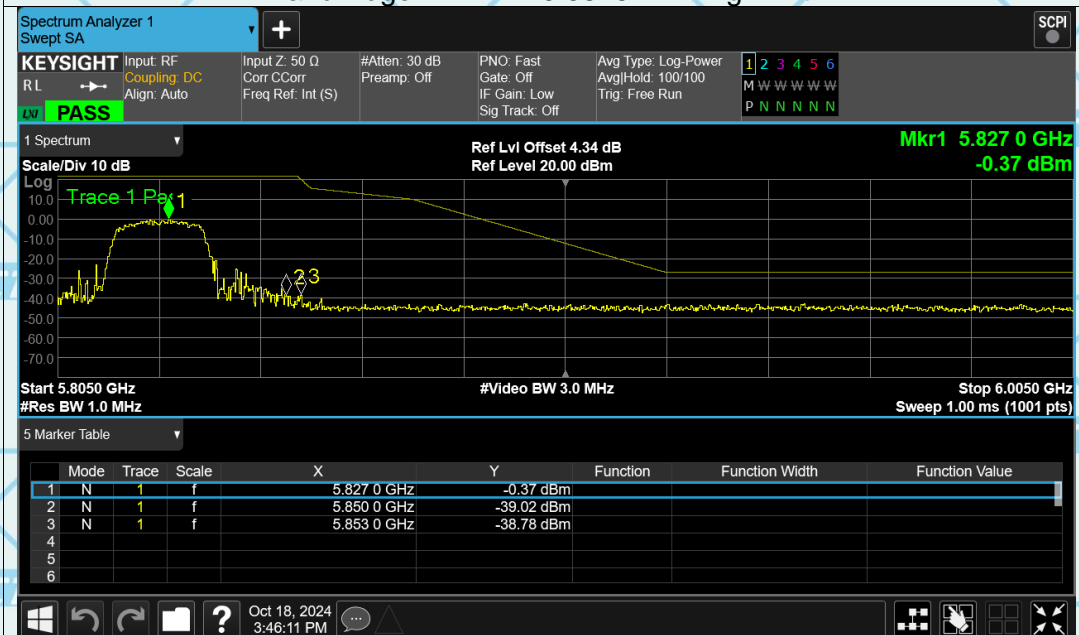 Spectrum Analyzer 1
Swept SA
+
SCPI
KEYSIGHT
RL
LXI PASS
Input: RF
Coupling: DC
Align: Auto
Input Z: 50 Ω
Corr CCorr
Freq Ref: Int (S)
#Atten: 30 dB
Preamp: Off
PNO: Fast
Gate: Off
IF Gain: Low
Sig Track: Off
Avg Type: Log-Power
Avg|Hold: 100/100
Trig: Free Run
1 2 3 4 5 6
M W W W W W
P N N N N N
1 Spectrum
Scale/Div 10 dB
Ref Lvl Offset 4.34 dB
Ref Level 20.00 dBm
Mkr1 5.827 0 GHz
-0.37 dBm
Log
Trace 1 Pa
1
2 3
10.0
0.00
-10.0
-20.0
-30.0
-40.0
-50.0
-60.0
-70.0
Start 5.8050 GHz
#Video BW 3.0 MHz
Stop 6.0050 GHz
#Res BW 1.0 MHz
Sweep 1.00 ms (1001 pts)
5 Marker Table
Mode Trace Scale X Y Function Function Width Function Value
1 N 1 f 5.827 0 GHz -0.37 dBm
2 N 1 f 5.850 0 GHz -39.02 dBm
3 N 1 f 5.853 0 GHz -38.78 dBm
4
5
6
?
Oct 18, 2024
3:46:11 PM